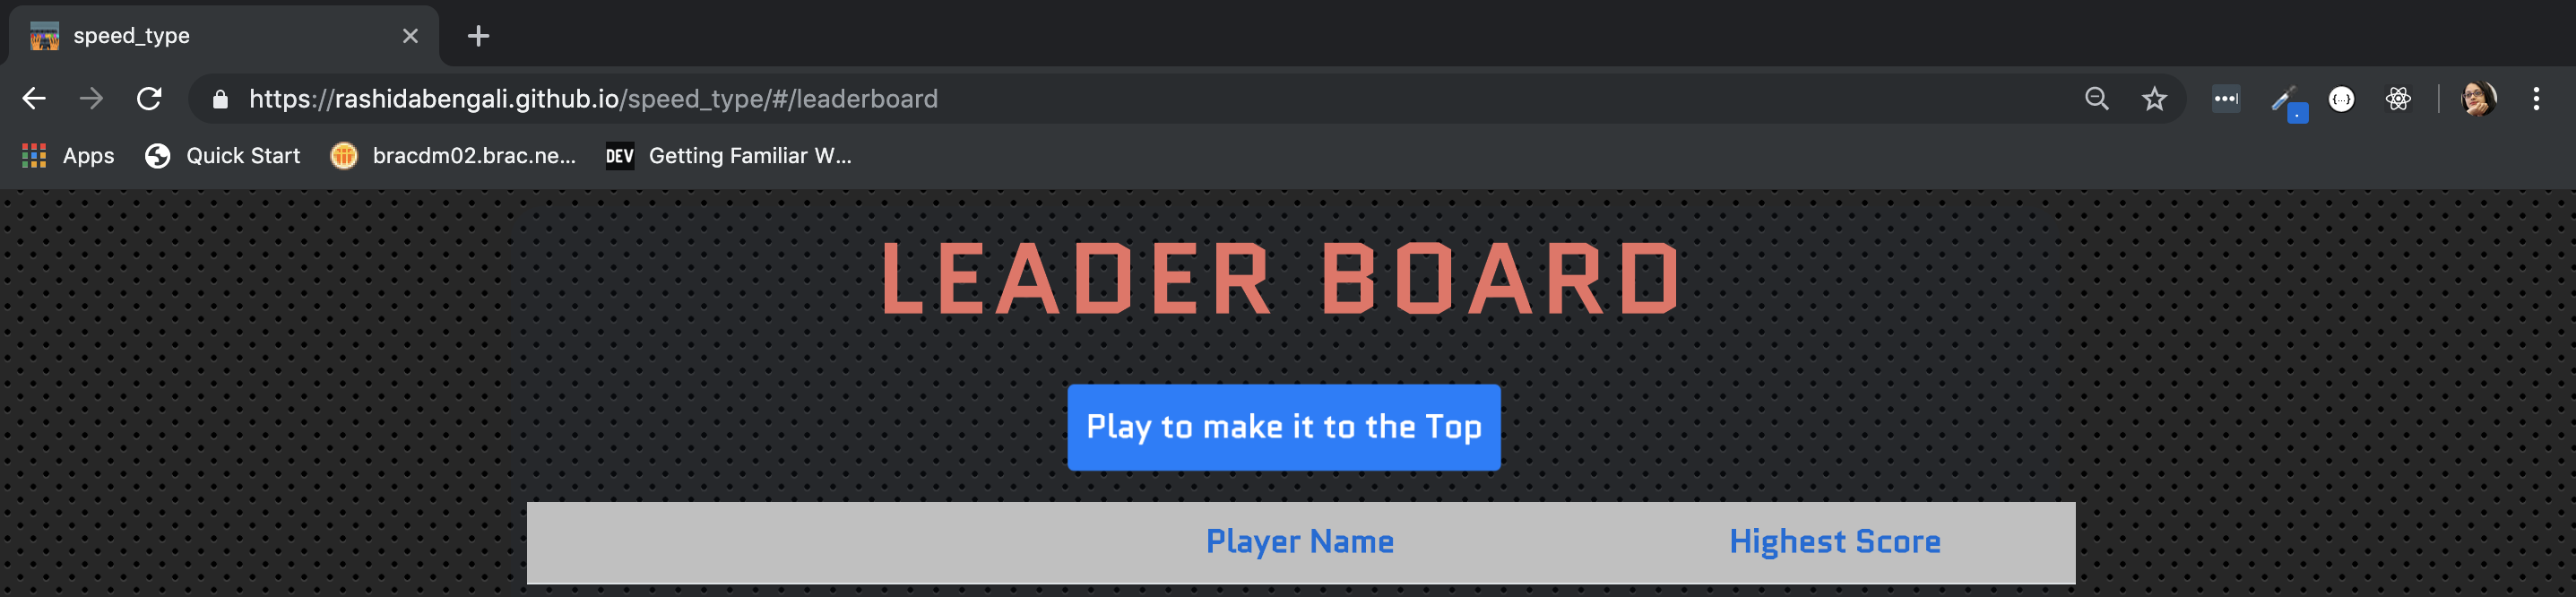 speed_type
https://rashidabengali.github.io/speed_type/#/leaderboard
Apps Quick Start bracdm02.brac.ne... DEV Getting Familiar W...
LEADER BOARD
Play to make it to the Top
Player Name Highest Score